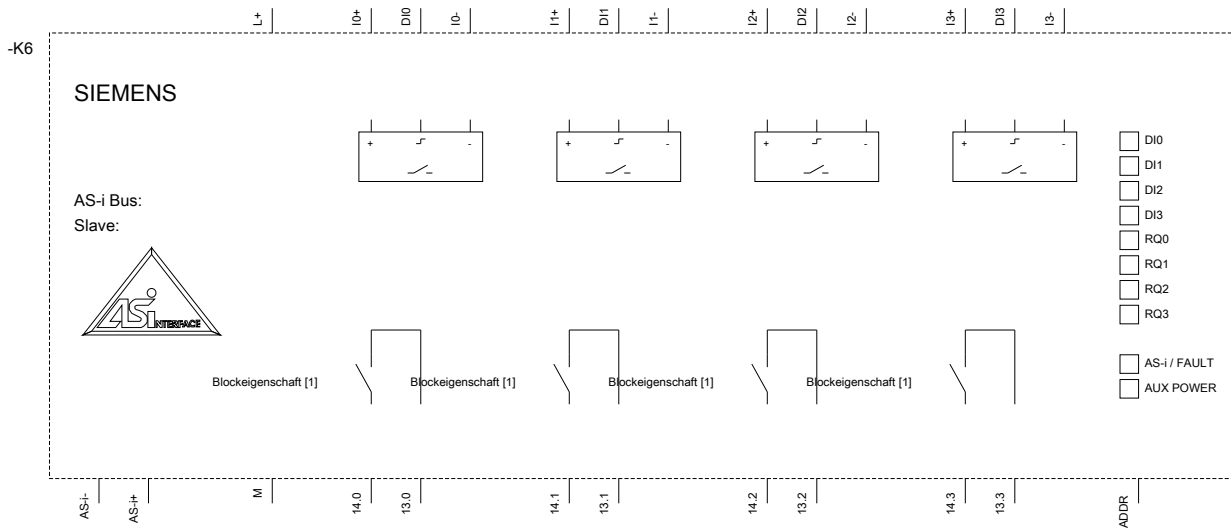 L+
I0+
DI0
I0-
I1+
DI1
I1-
I2+
DI2
I2-
I3+
DI3
I3-
-K6
SIEMENS
+ -
+ -
+ -
+ -
DI0
DI1
DI2
DI3
RQ0
RQ1
RQ2
RQ3
AS-i / FAULT
AUX POWER
AS-i Bus:
Slave:
ASi INTERFACE
Blockeigenschaft [1]
Blockeigenschaft [1]
Blockeigenschaft [1]
Blockeigenschaft [1]
AS-i-
AS-i+
M
14.0
13.0
14.1
13.1
14.2
13.2
14.3
13.3
ADDR